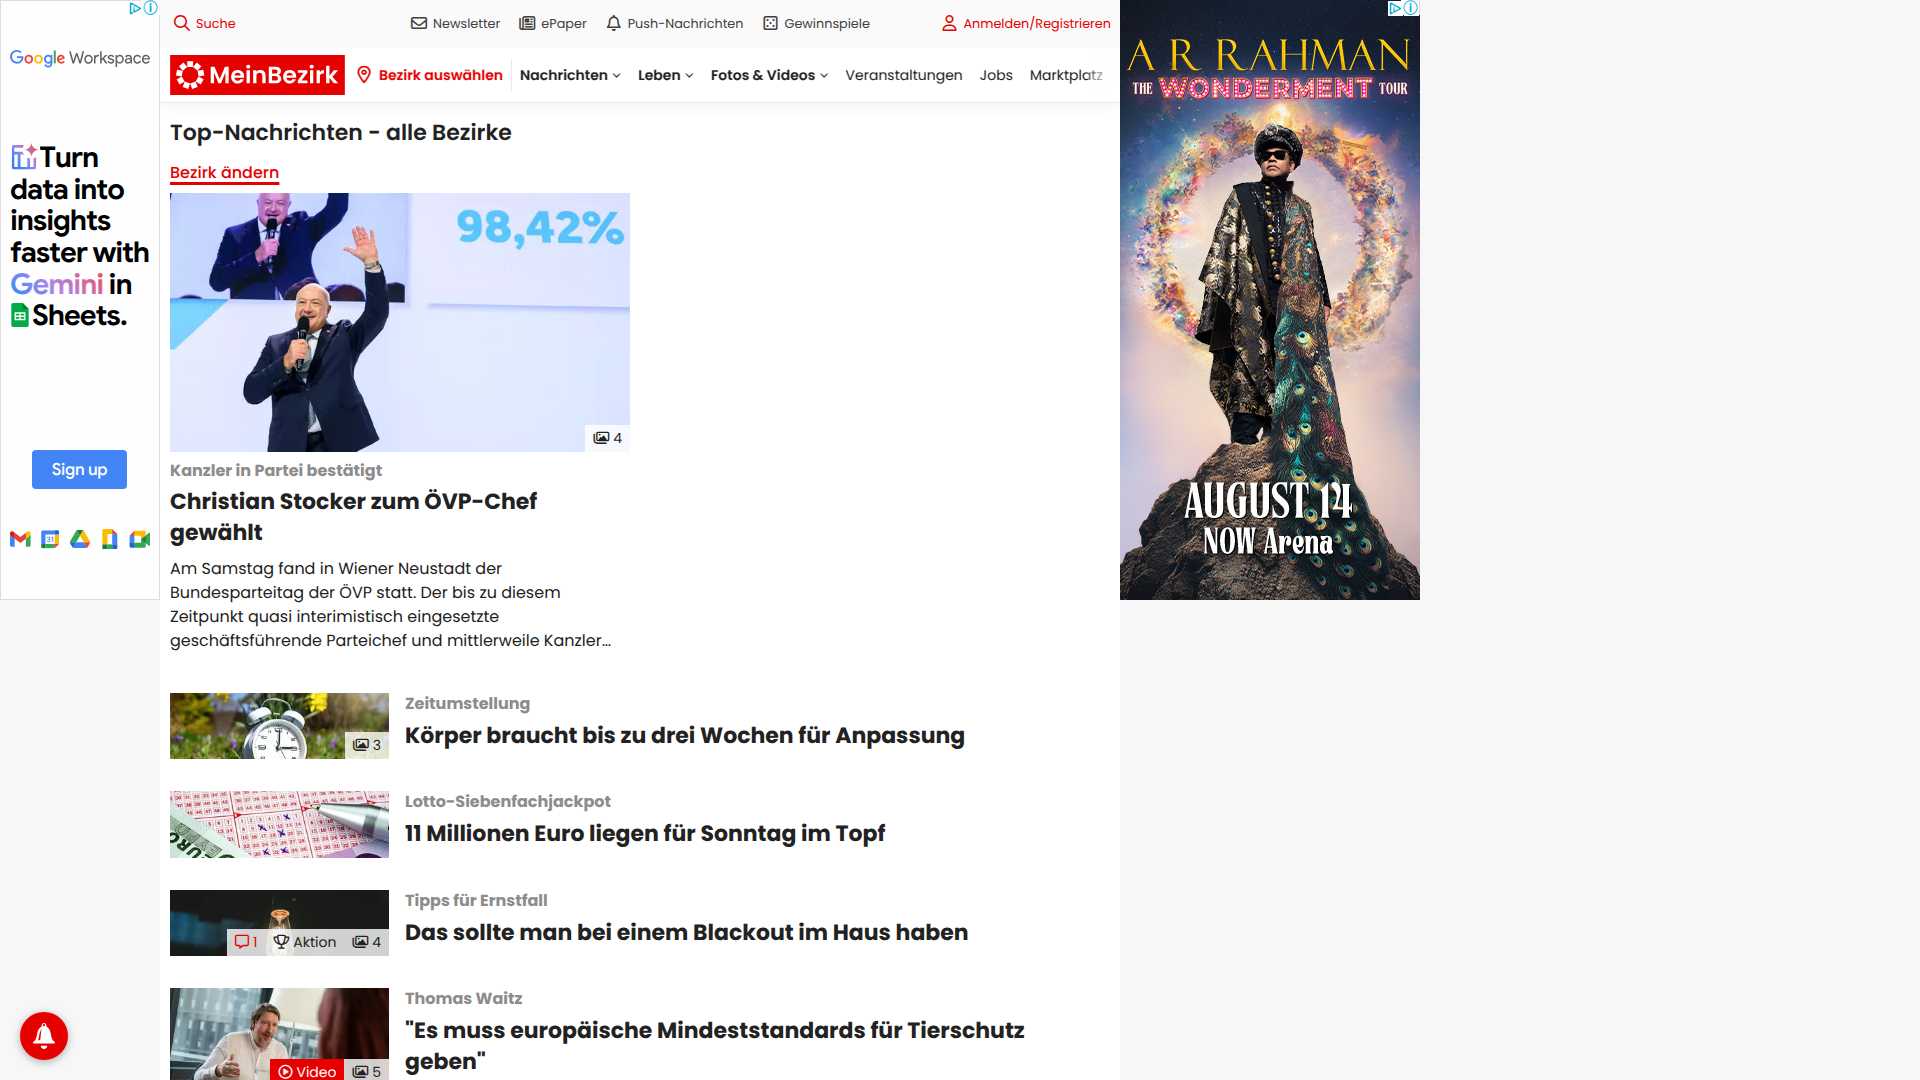 Suche
Newsletter
ePaper
Push-Nachrichten
Gewinnspiele
Anmelden/Registrieren
MeinBezirk
Bezirk auswählen
Nachrichten
Leben
Fotos & Videos
Veranstaltungen
Jobs
Marktplatz
Google Workspace
Turn
data into
insights
faster with
Gemini in
Sheets.
Sign up
31
Top-Nachrichten - alle Bezirke
Bezirk ändern
98,42%
4
Kanzler in Partei bestätigt
Christian Stocker zum ÖVP-Chef
gewählt
Am Samstag fand in Wiener Neustadt der
Bundesparteitag der ÖVP statt. Der bis zu diesem
Zeitpunkt quasi interimistisch eingesetzte
geschäftsführende Parteichef und mittlerweile Kanzler...
3
Zeitumstellung
Körper braucht bis zu drei Wochen für Anpassung
EURO
Lotto-Siebenfachjackpot
11 Millionen Euro liegen für Sonntag im Topf
1
Aktion
4
Tipps für Ernstfall
Das sollte man bei einem Blackout im Haus haben
Video
5
Thomas Waitz
"Es muss europäische Mindeststandards für Tierschutz
geben"
A R RAHMAN
THE WONDERMENT TOUR
AUGUST 14
NOW Arena